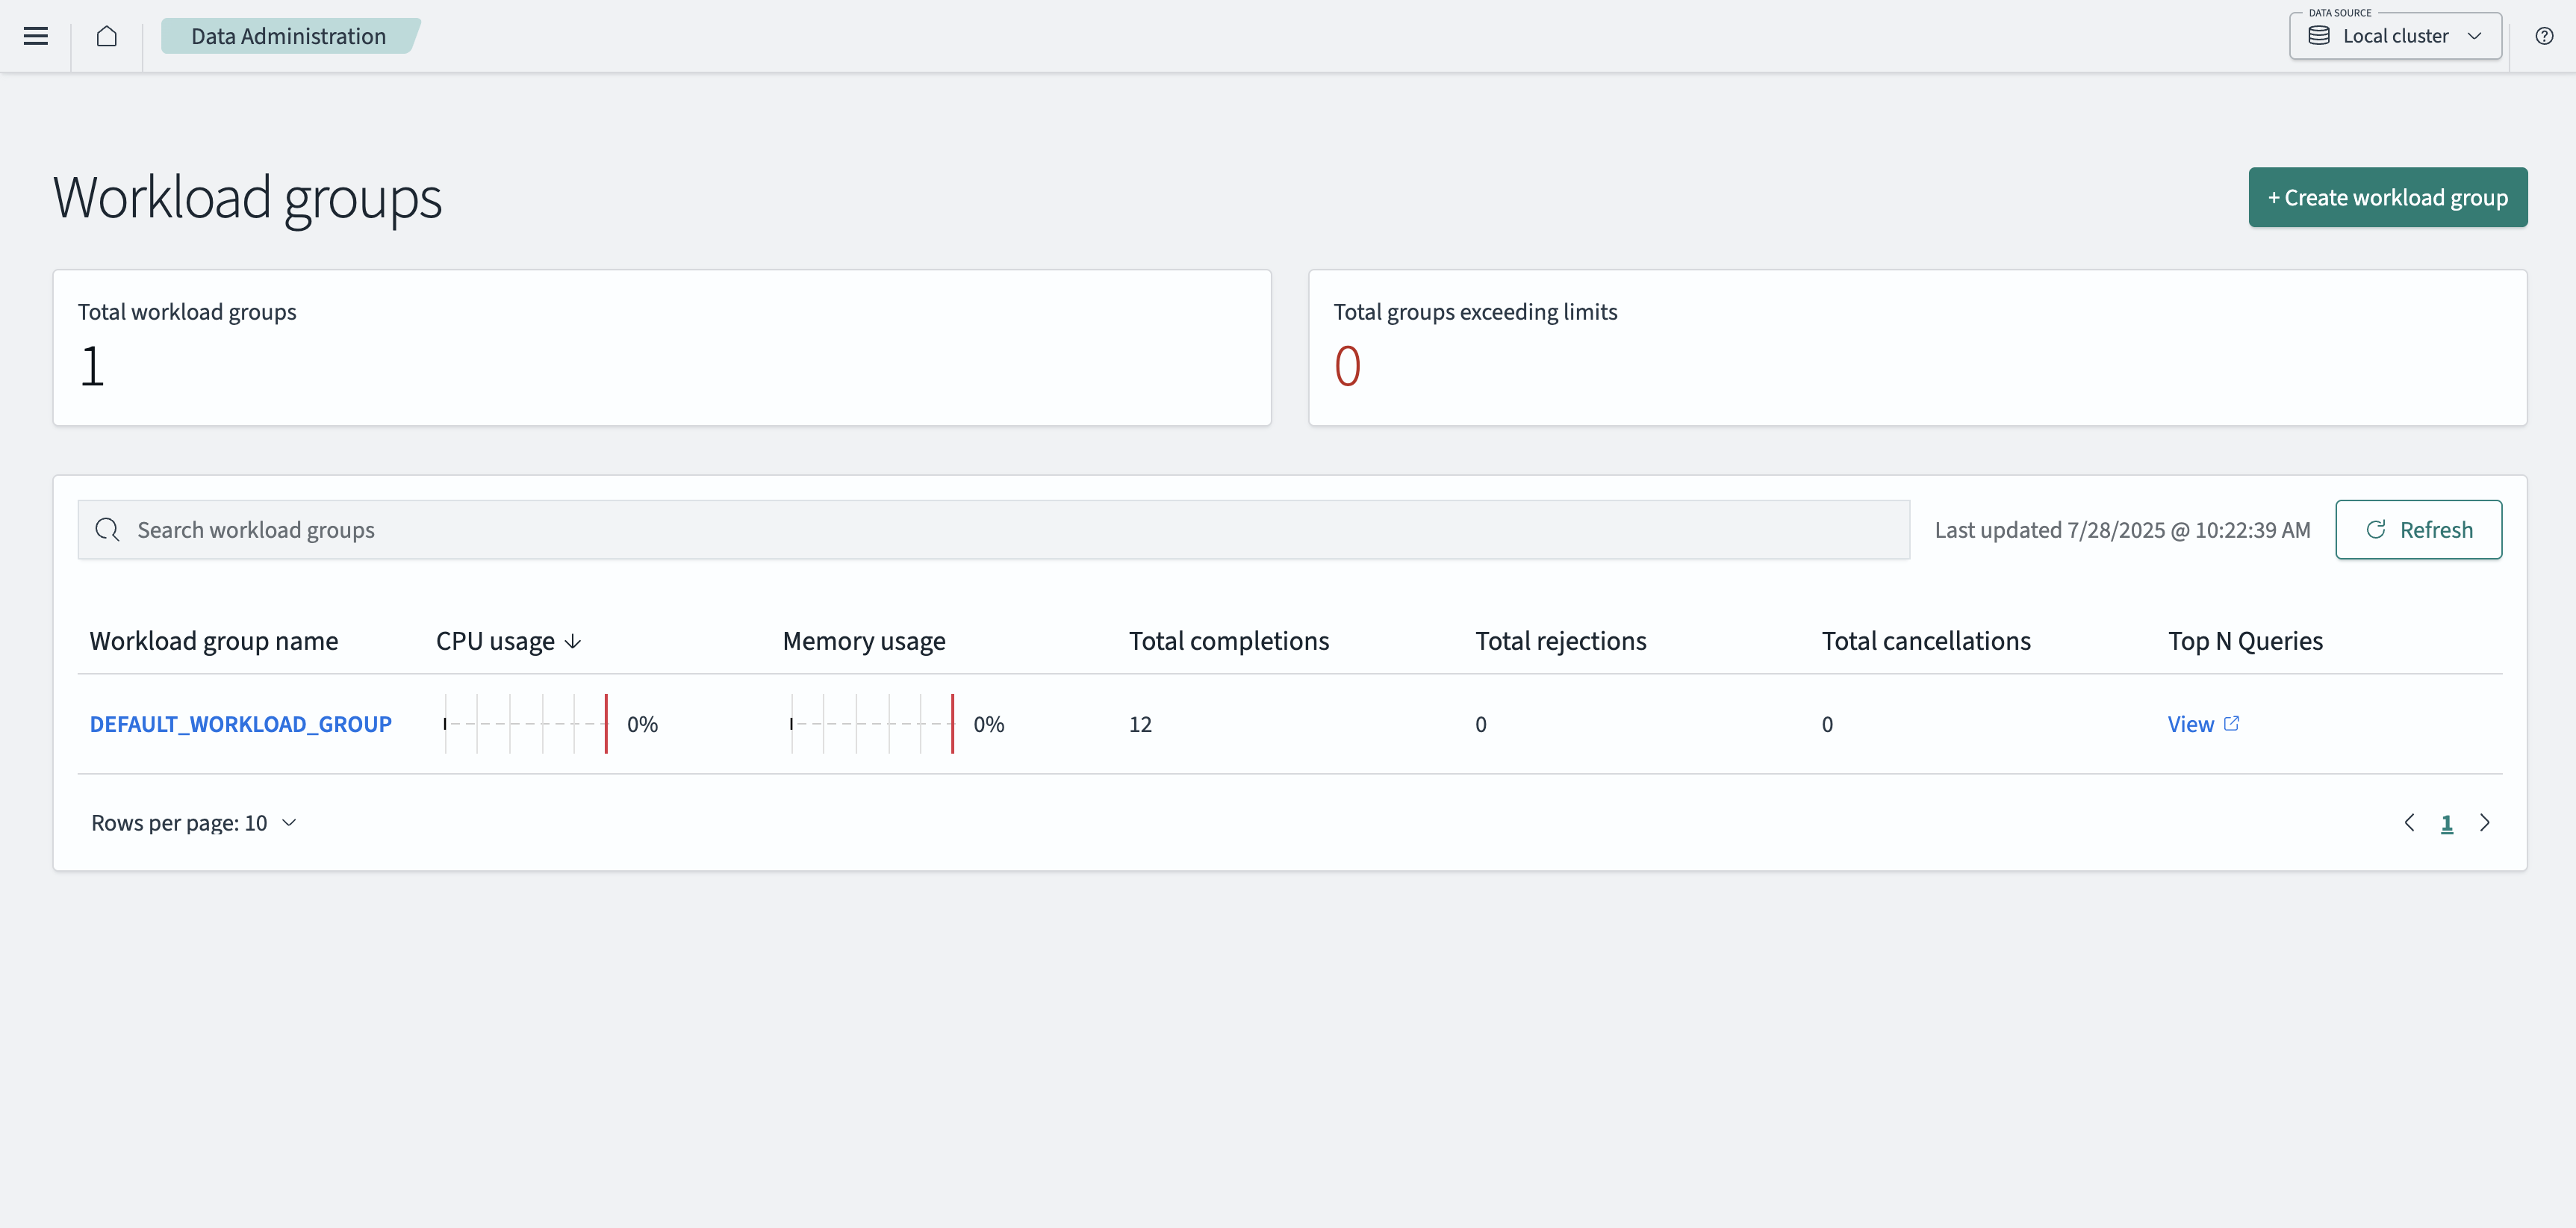 DATA SOURCE
Data Administration
Local cluster
Workload groups
+ Create workload group
Total workload groups
1
Total groups exceeding limits
0
Search workload groups
Last updated 7/28/2025 @ 10:22:39 AM
Refresh
Workload group name CPU usage Memory usage Total completions Total rejections Total cancellations Top N Queries
DEFAULT_WORKLOAD_GROUP 0% 0% 12 0 0 View
Rows per page: 10
1